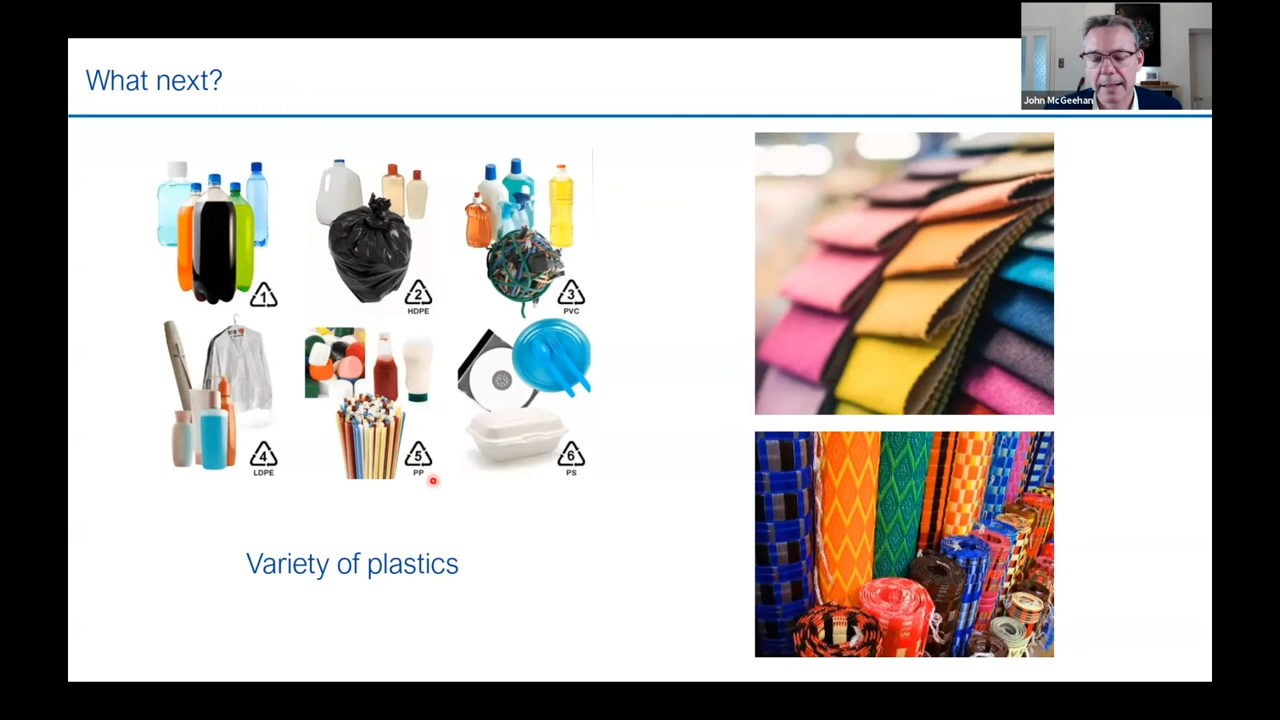 What next?
John McGeehan
1
2
HDPE
3
PVC
4
LDPE
5
PP
6
PS
Variety of plastics